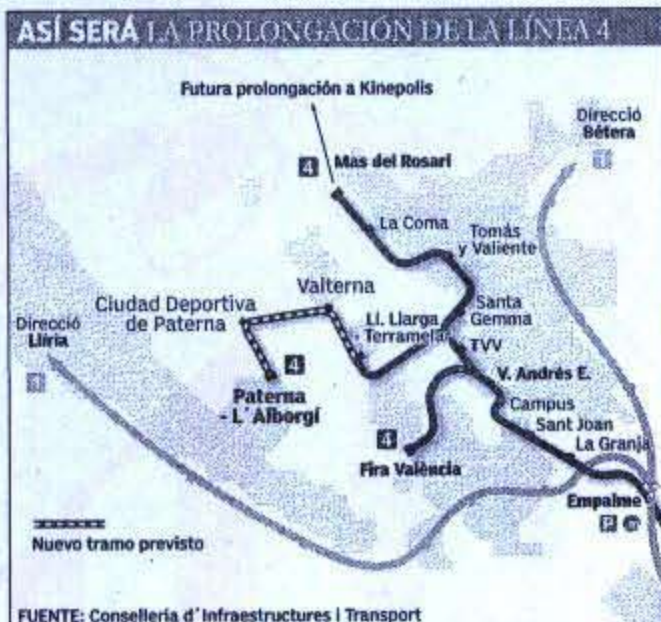 ASÍ SERÁ LA PROLONGACIÓN DE LA LÍNEA 4
Futura prolongación a Kinepolis
Direcció
Bétera
1
4 Mas del Rosari
La Coma
Tomás
y Valiente
Valterna
Ciudad Deportiva
de Paterna
Santa
Gemma
Ll. Llarga
Terramelar
Direcció
Llíria
1
TVV
4
V. Andrés E.
Paterna
- L´Alborgí
Campus
Sant Joan
4
La Granja
Fira València
Empalme
P
Nuevo tramo previsto
FUENTE: Conselleria d´Infraestructures i Transport